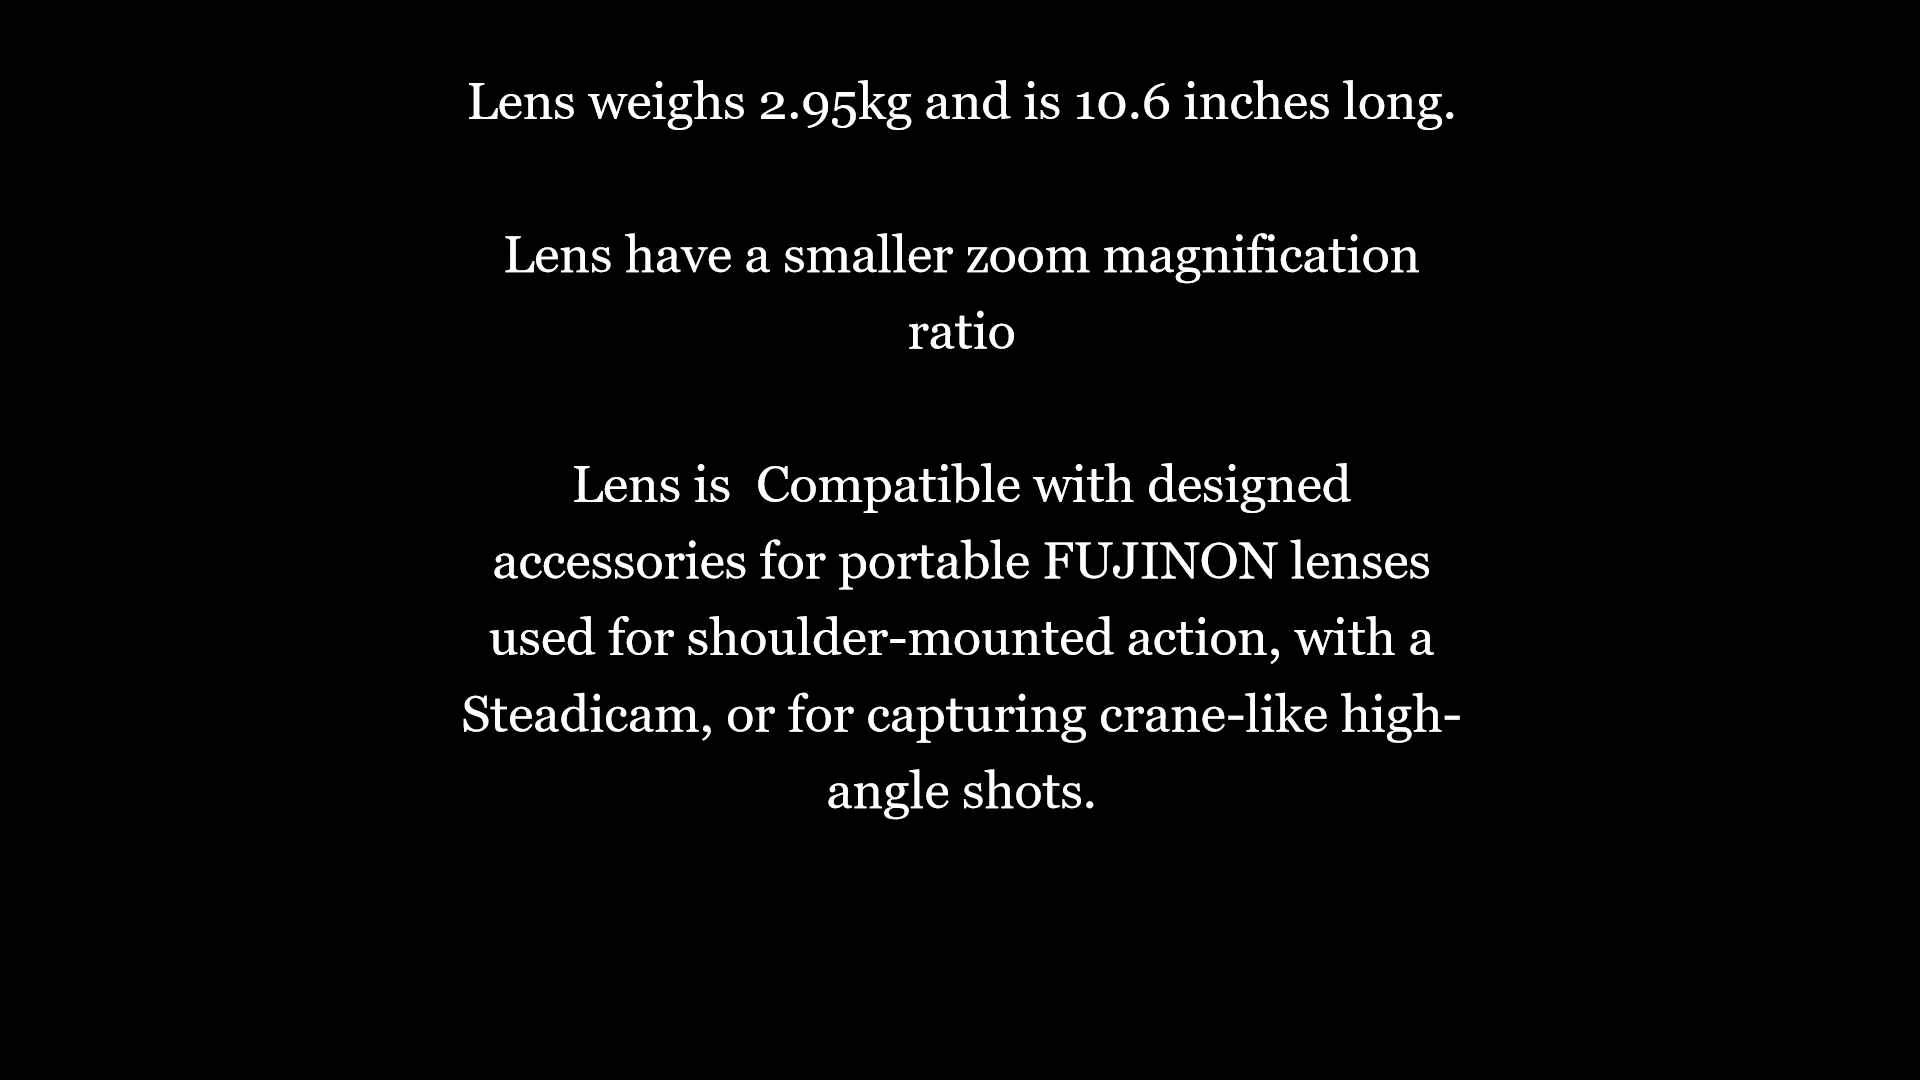 Lens weighs 2.95kg and is 10.6 inches long.
Lens have a smaller zoom magnification
ratio
Lens is  Compatible with designed
accessories for portable FUJINON lenses
used for shoulder-mounted action, with a
Steadicam, or for capturing crane-like high-
angle shots.